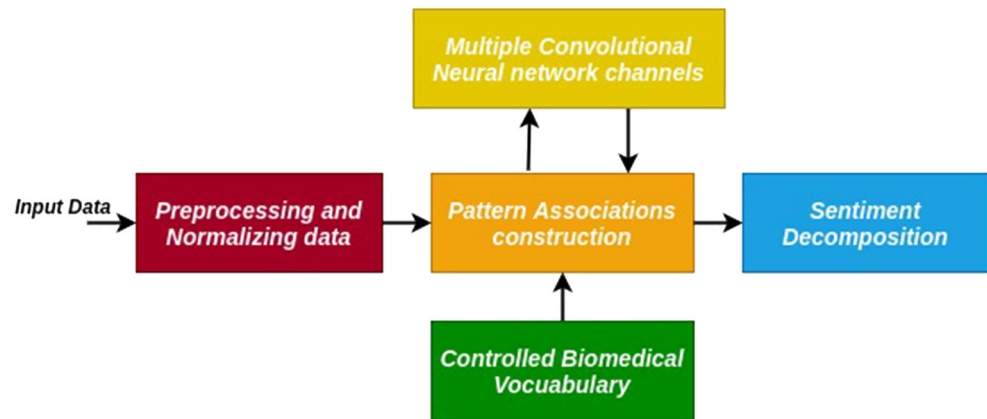 Multiple Convolutional
Neural network channels
Input Data
Preprocessing and
Normalizing data
Pattern Associations
construction
Sentiment
Decomposition
Controlled Biomedical
Vocuabulary